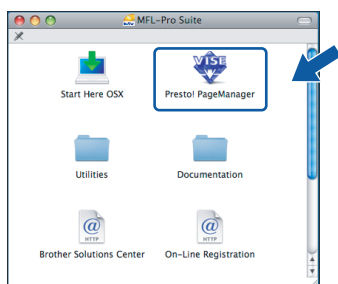 MFL-Pro Suite
VISE
Start Here OSX
Presto! PageManager
Utilities
Documentation
@
HTTP
@
HTTP
Brother Solutions Center
On-Line Registration